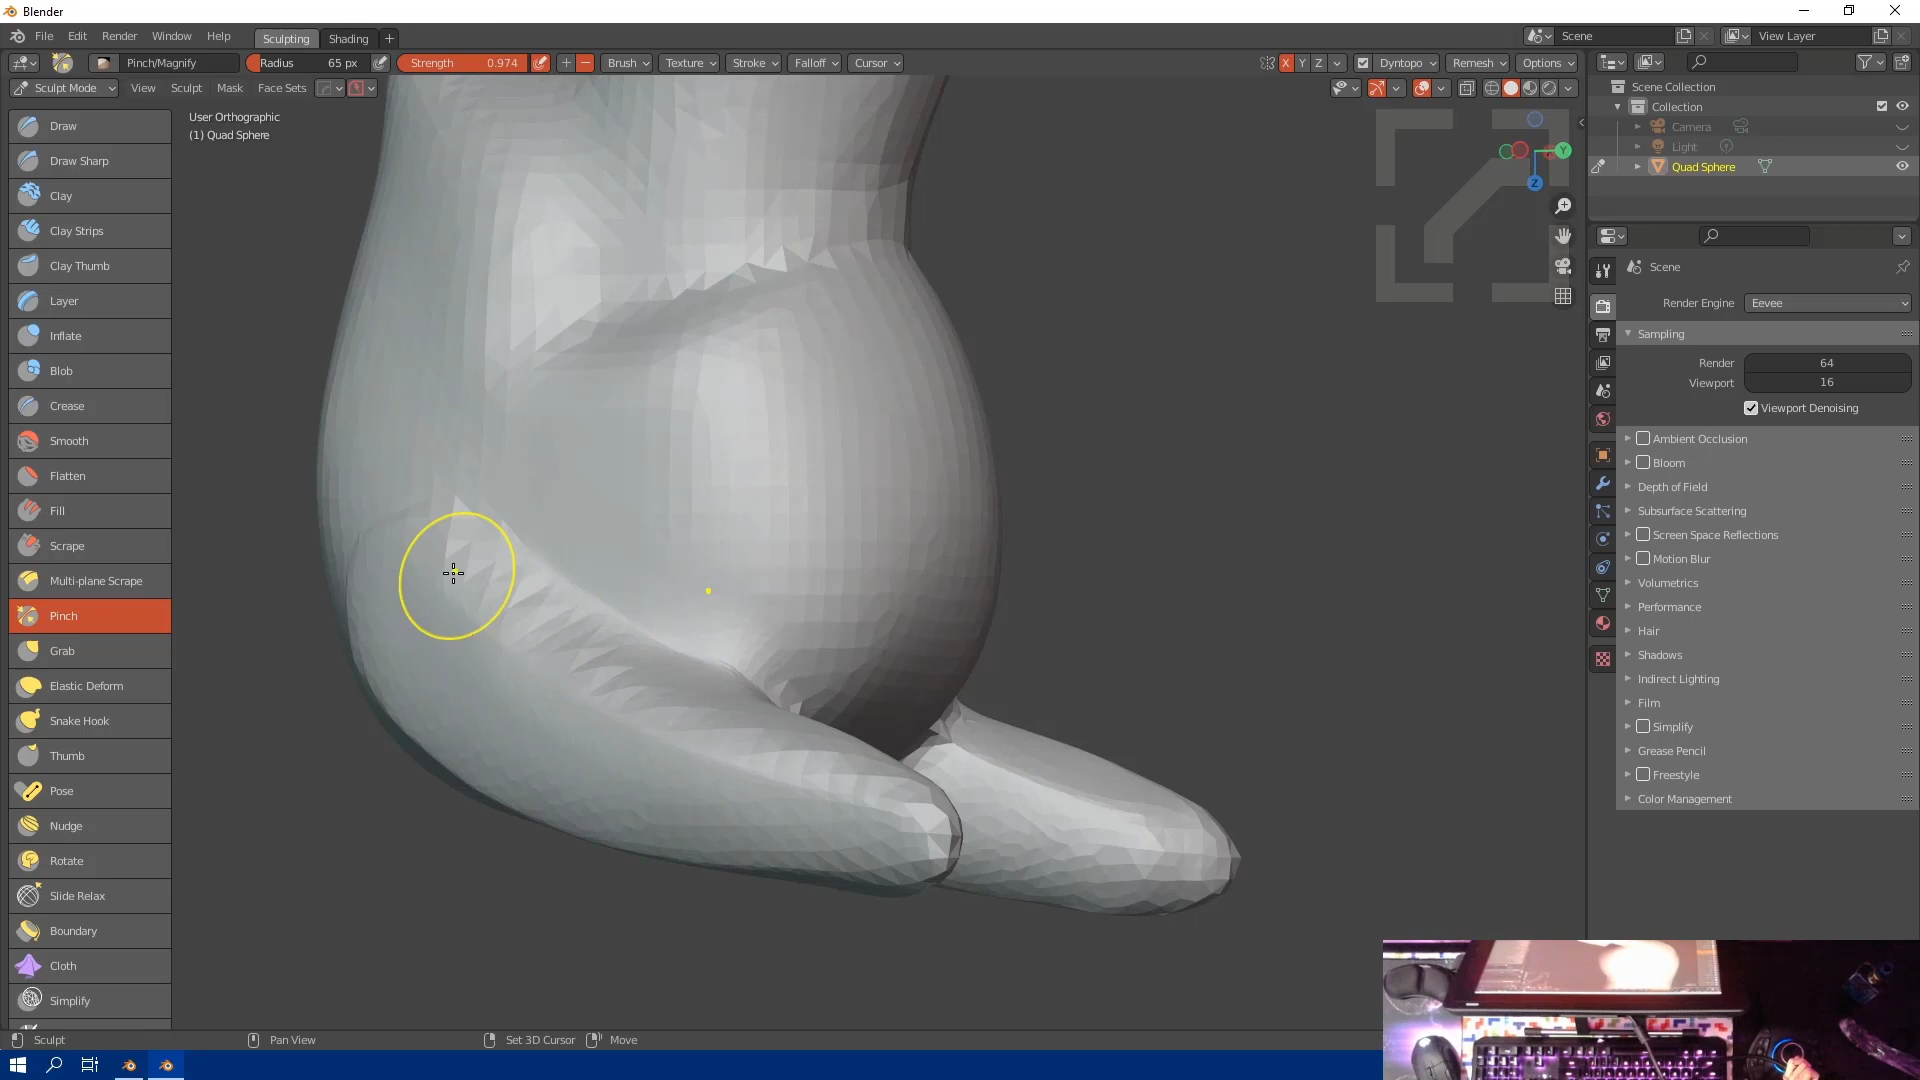 Blender
File Edit Render Window Help Sculpting Shading + Scene View Layer
Pinch/Magnify Radius 65 px Strength 0.974 Brush Texture Stroke Falloff Cursor X Y Z Dyntopo Remesh Options
Sculpt Mode View Sculpt Mask Face Sets
User Orthographic
(1) Quad Sphere
Y
Z
Draw
Draw Sharp
Clay
Clay Strips
Clay Thumb
Layer
Inflate
Blob
Crease
Smooth
Flatten
Fill
Scrape
Multi-plane Scrape
Pinch
Grab
Elastic Deform
Snake Hook
Thumb
Pose
Nudge
Rotate
Slide Relax
Boundary
Cloth
Simplify
Scene Collection
Collection
Camera
Light
Quad Sphere
Scene
Render Engine Eevee
Sampling
Render 64
Viewport 16
Viewport Denoising
Ambient Occlusion
Bloom
Depth of Field
Subsurface Scattering
Screen Space Reflections
Motion Blur
Volumetrics
Performance
Hair
Shadows
Indirect Lighting
Film
Simplify
Grease Pencil
Freestyle
Color Management
Sculpt Pan View Set 3D Cursor Move